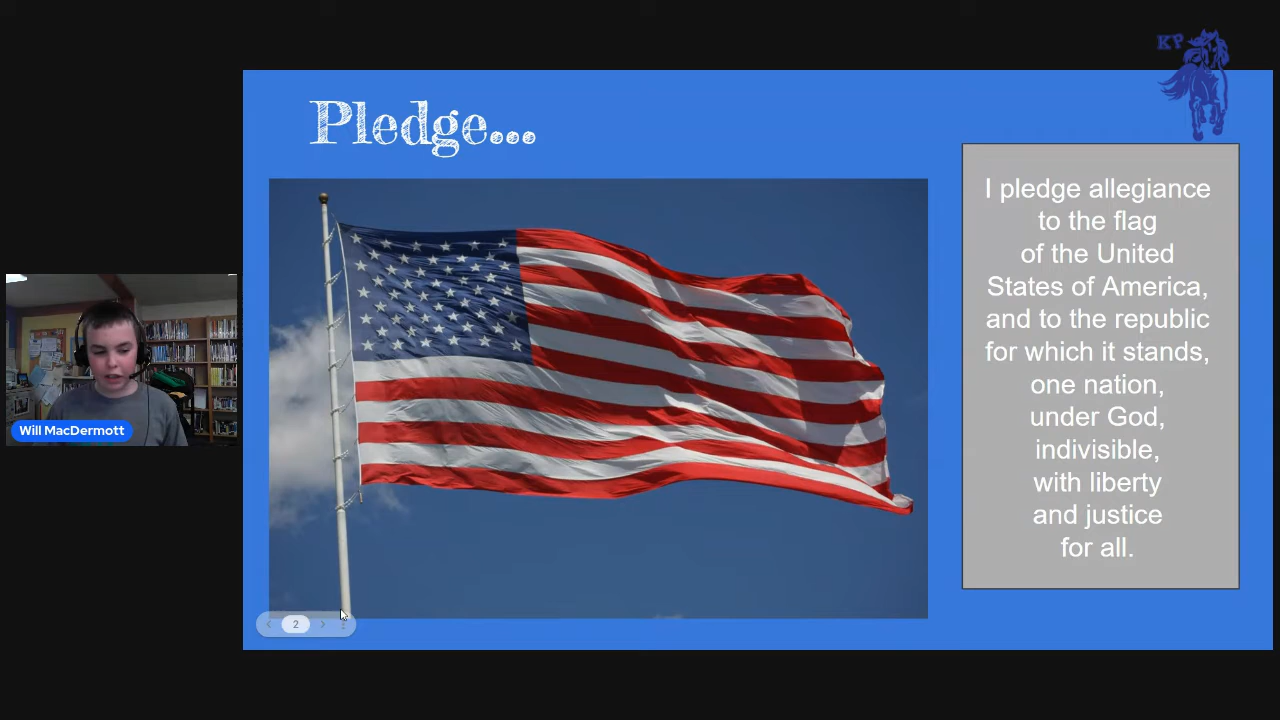 KP
Pledge...
I pledge allegiance
to the flag
of the United
States of America,
and to the republic
for which it stands,
one nation,
under God,
indivisible,
with liberty
and justice
for all.
Will MacDermott
2